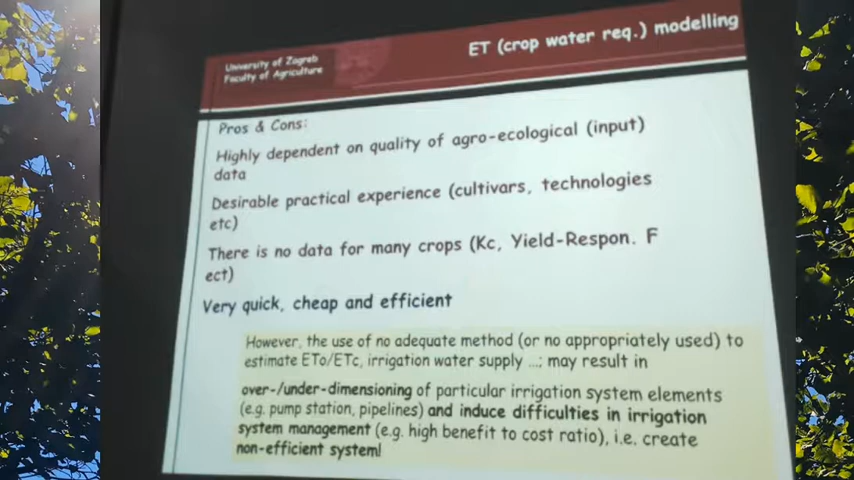 University of Zagreb
Faculty of Agriculture
ET (crop water req.) modelling
Pros & Cons:
Highly dependent on quality of agro-ecological (input)
data
Desirable practical experience (cultivars, technologies
etc)
There is no data for many crops (Kc, Yield-Respon. F
ect)
Very quick, cheap and efficient
However, the use of no adequate method (or no appropriately used) to
estimate ETo/ETc, irrigation water supply ...; may result in
over-/under-dimensioning of particular irrigation system elements
(e.g. pump station, pipelines) and induce difficulties in irrigation
system management (e.g. high benefit to cost ratio), i.e. create
non-efficient system!